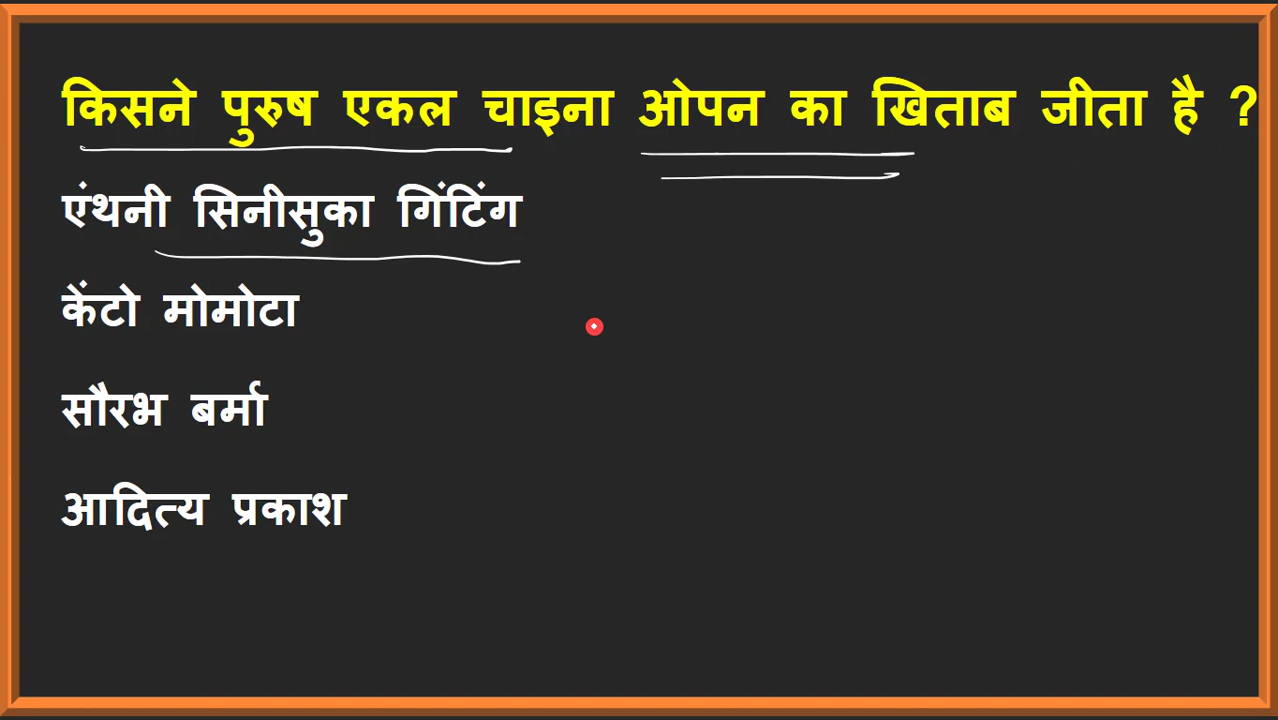 किसने पुरुष एकल चाइना ओपन का खिताब जीता है ?
एंथनी सिनीसुका गिंटिंग
केंटो मोमोटा
सौरभ बर्मा
आदित्य प्रकाश